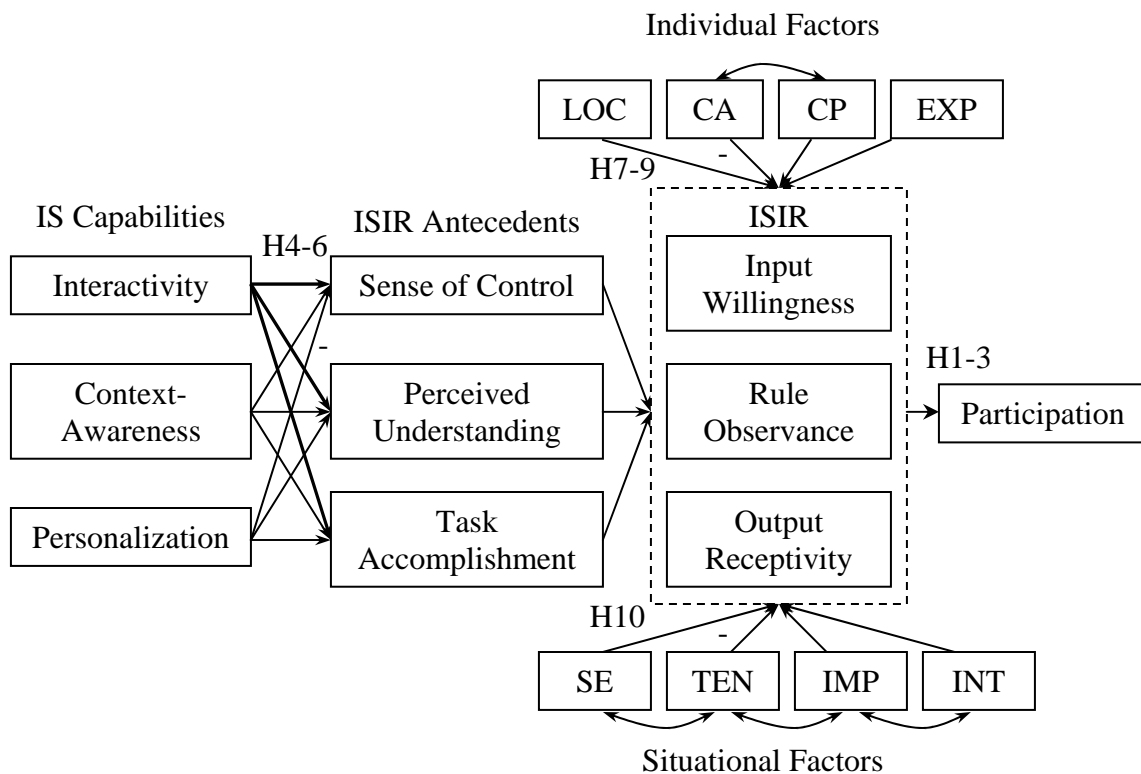 Individual Factors
LOC
CA
CP
EXP
-
H7-9
IS Capabilities
ISIR Antecedents
ISIR
H4-6
Interactivity
Sense of Control
Input
Willingness
-
H1-3
Context-
Awareness
Perceived
Understanding
Rule
Observance
Participation
Personalization
Task
Accomplishment
Output
Receptivity
H10
-
SE
TEN
IMP
INT
Situational Factors